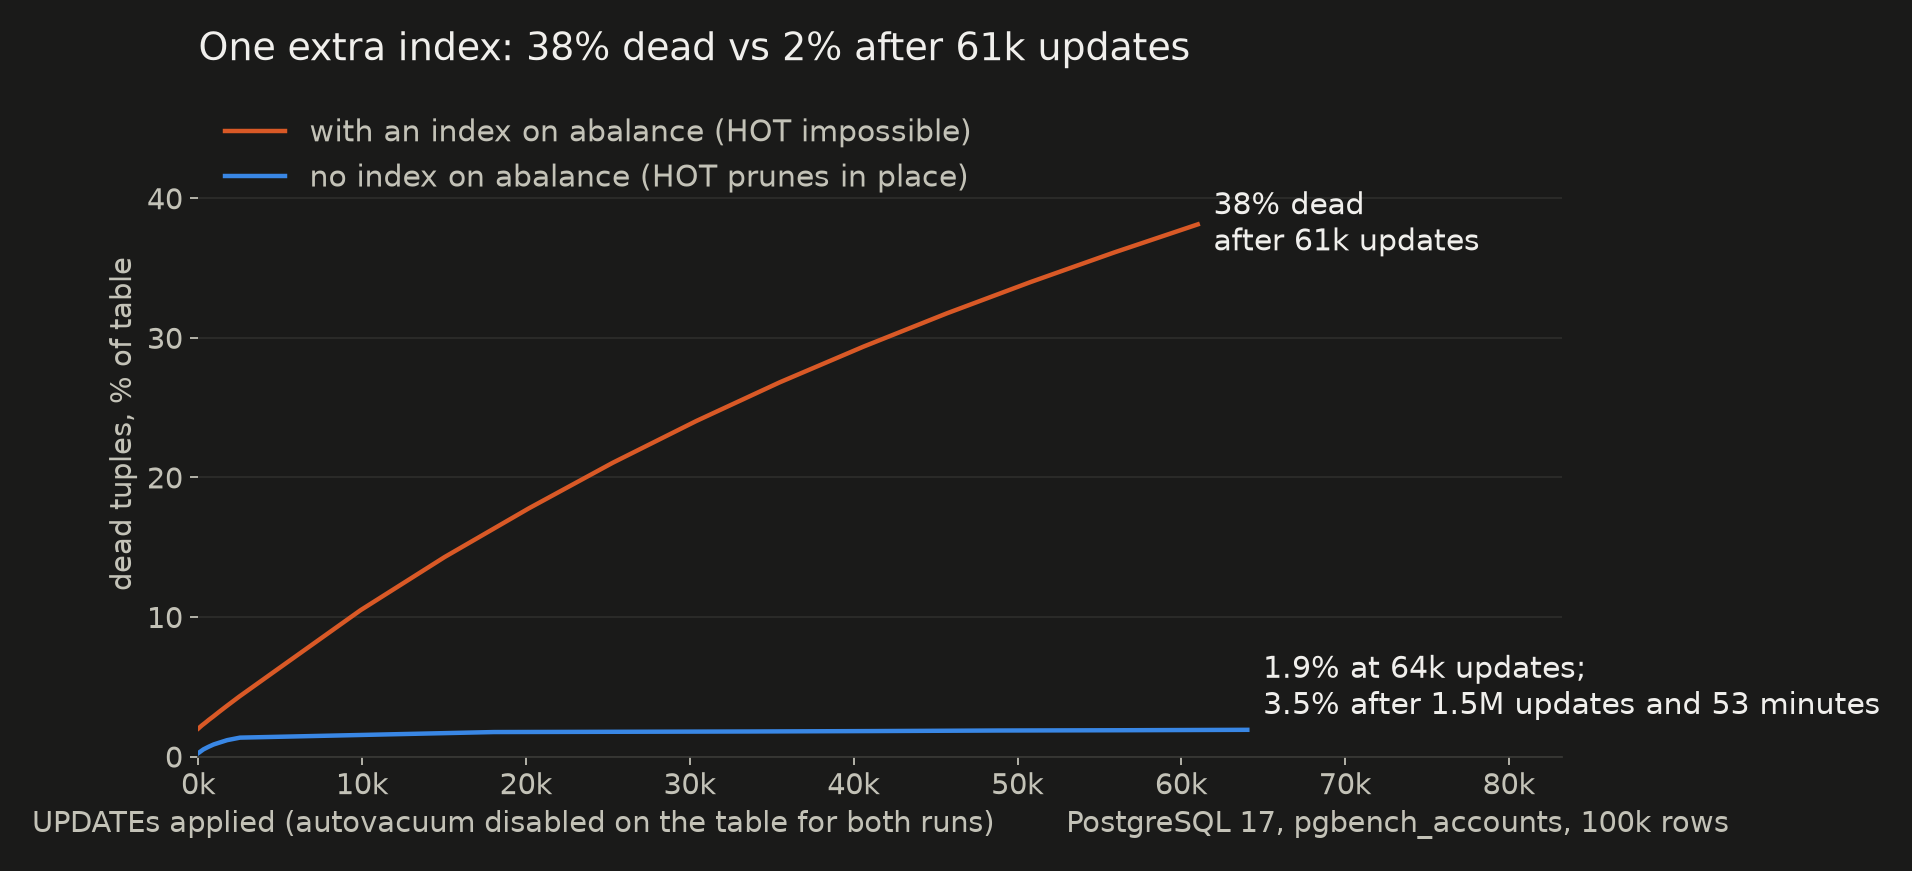 One extra index: 38% dead vs 2% after 61k updates
with an index on abalance (HOT impossible)
no index on abalance (HOT prunes in place)
dead tuples, % of table
40
30
20
10
0
38% dead
after 61k updates
1.9% at 64k updates;
3.5% after 1.5M updates and 53 minutes
0k 10k 20k 30k 40k 50k 60k 70k 80k
UPDATEs applied (autovacuum disabled on the table for both runs) PostgreSQL 17, pgbench_accounts, 100k rows